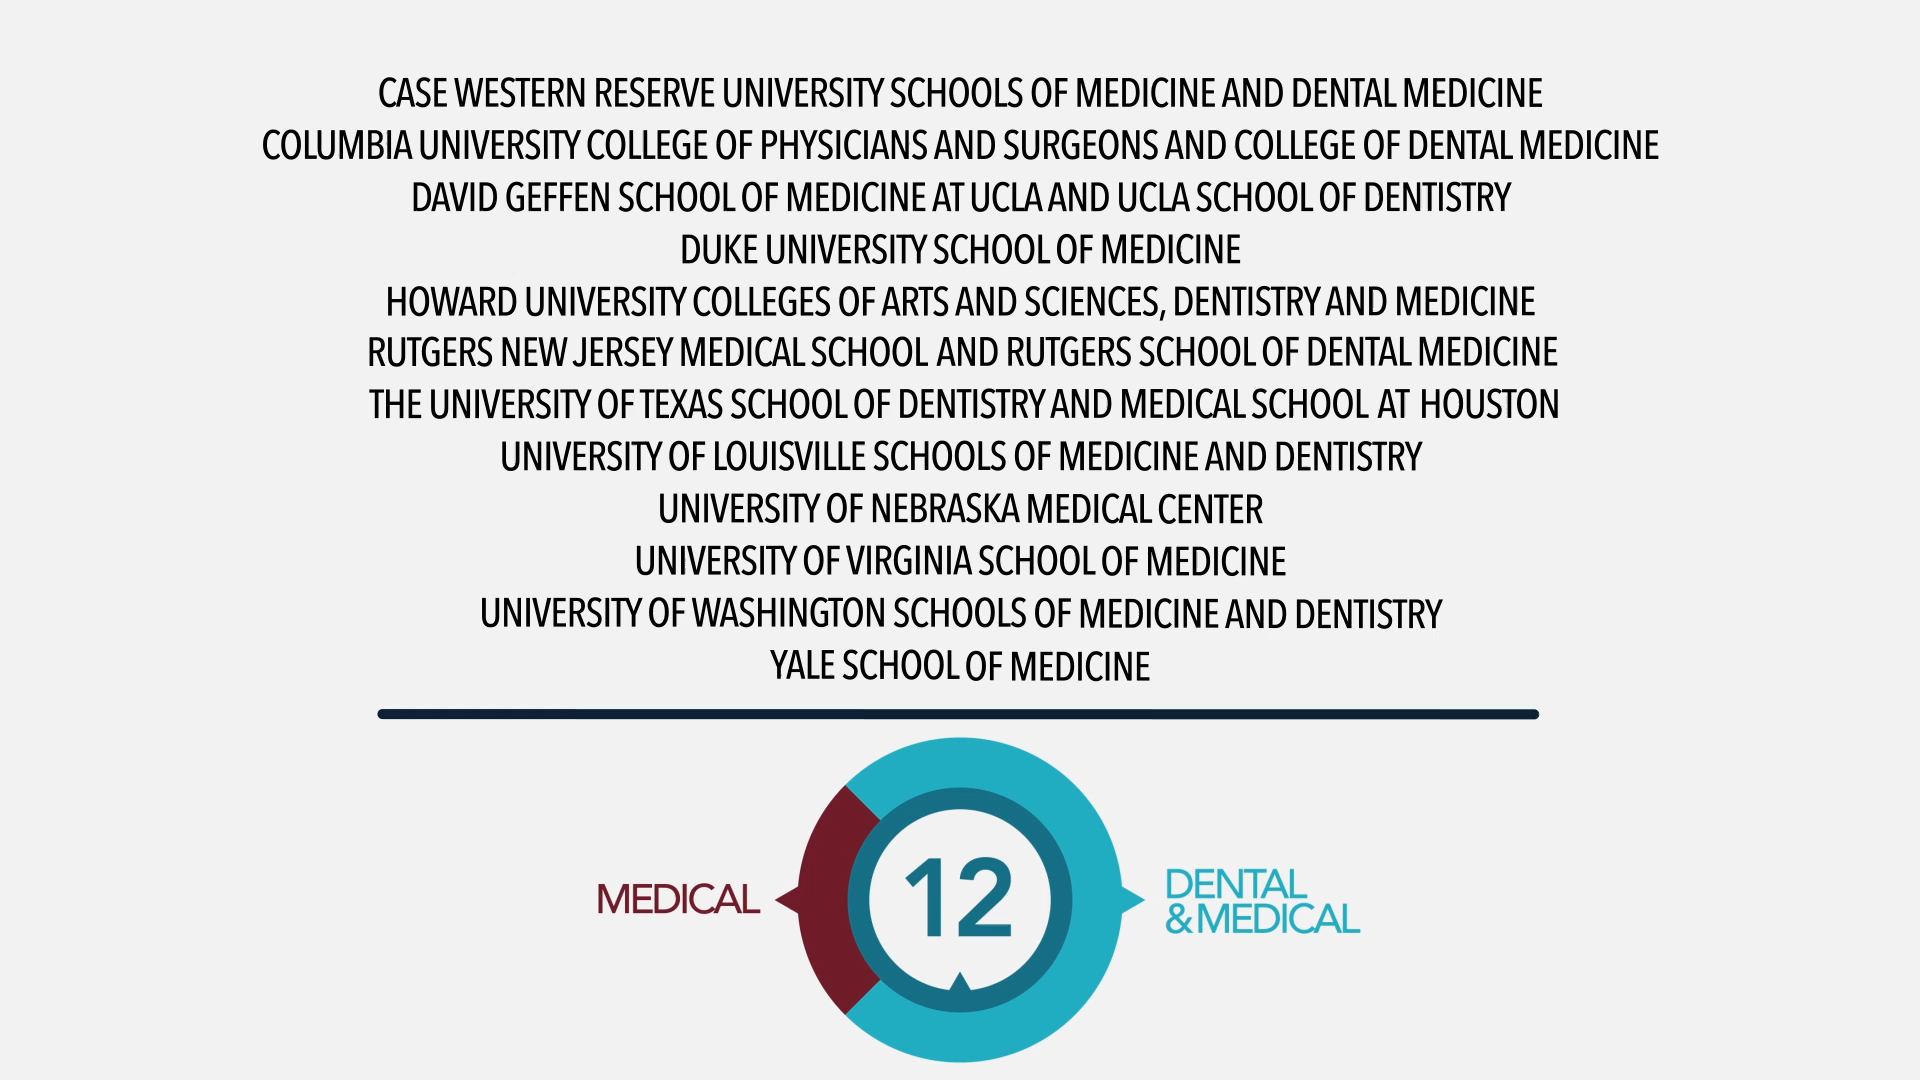 CASE WESTERN RESERVE UNIVERSITY SCHOOLS OF MEDICINE AND DENTAL MEDICINE
COLUMBIA UNIVERSITY COLLEGE OF PHYSICIANS AND SURGEONS AND COLLEGE OF DENTAL MEDICINE
DAVID GEFFEN SCHOOL OF MEDICINE AT UCLA AND UCLA SCHOOL OF DENTISTRY
DUKE UNIVERSITY SCHOOL OF MEDICINE
HOWARD UNIVERSITY COLLEGES OF ARTS AND SCIENCES, DENTISTRY AND MEDICINE
RUTGERS NEW JERSEY MEDICAL SCHOOL AND RUTGERS SCHOOL OF DENTAL MEDICINE
THE UNIVERSITY OF TEXAS SCHOOL OF DENTISTRY AND MEDICAL SCHOOL AT HOUSTON
UNIVERSITY OF LOUISVILLE SCHOOLS OF MEDICINE AND DENTISTRY
UNIVERSITY OF NEBRASKA MEDICAL CENTER
UNIVERSITY OF VIRGINIA SCHOOL OF MEDICINE
UNIVERSITY OF WASHINGTON SCHOOLS OF MEDICINE AND DENTISTRY
YALE SCHOOL OF MEDICINE
MEDICAL
12
DENTAL
&MEDICAL